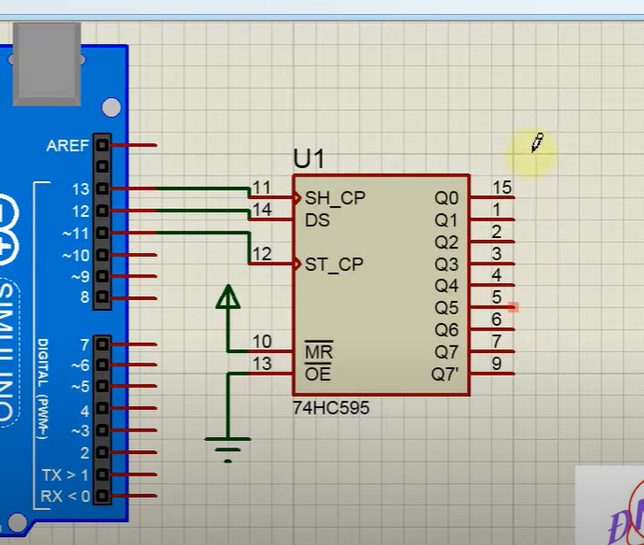 U1
AREF
13
12
~11
~10
~9
8
7
~6
~5
4
~3
2
TX > 1
RX < 0
DIGITAL (PWM~)
SIMULINO
11 SH_CP
14 DS
12 ST_CP
10 MR
13 OE
Q0 15
Q1 1
Q2 2
Q3 3
Q4 4
Q5 5
Q6 6
Q7 7
Q7' 9
74HC595